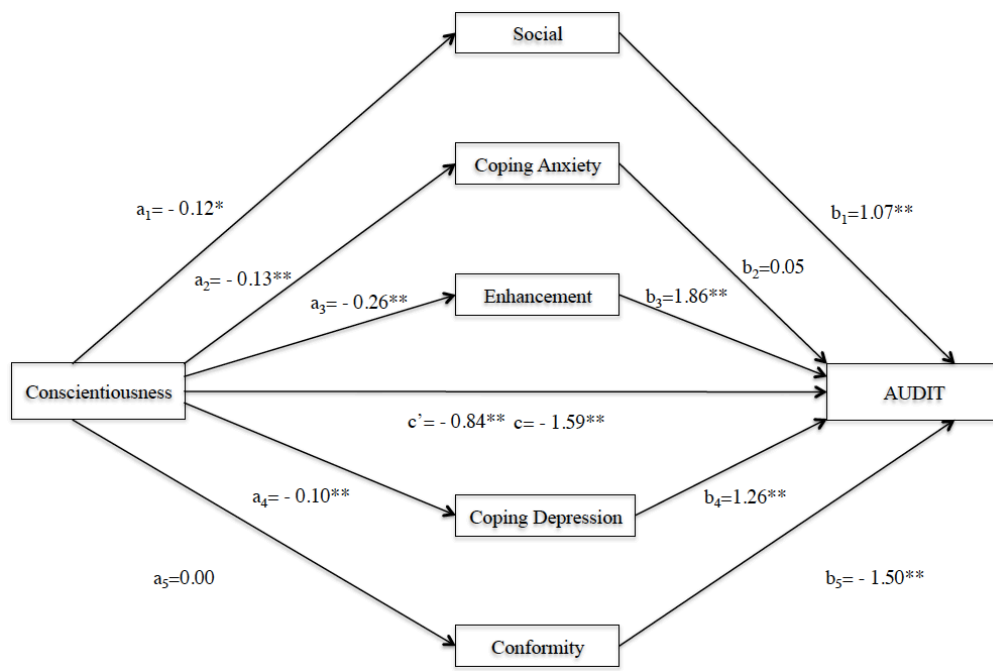 Social
Coping Anxiety
a₁= - 0.12*
b₁=1.07**
a₂= - 0.13**
b₂=0.05
a₃= - 0.26**
Enhancement
b₃=1.86**
Conscientiousness
AUDIT
c’= - 0.84** c= - 1.59**
a₄= - 0.10**
Coping Depression
b₄=1.26**
a₅=0.00
b₅= - 1.50**
Conformity